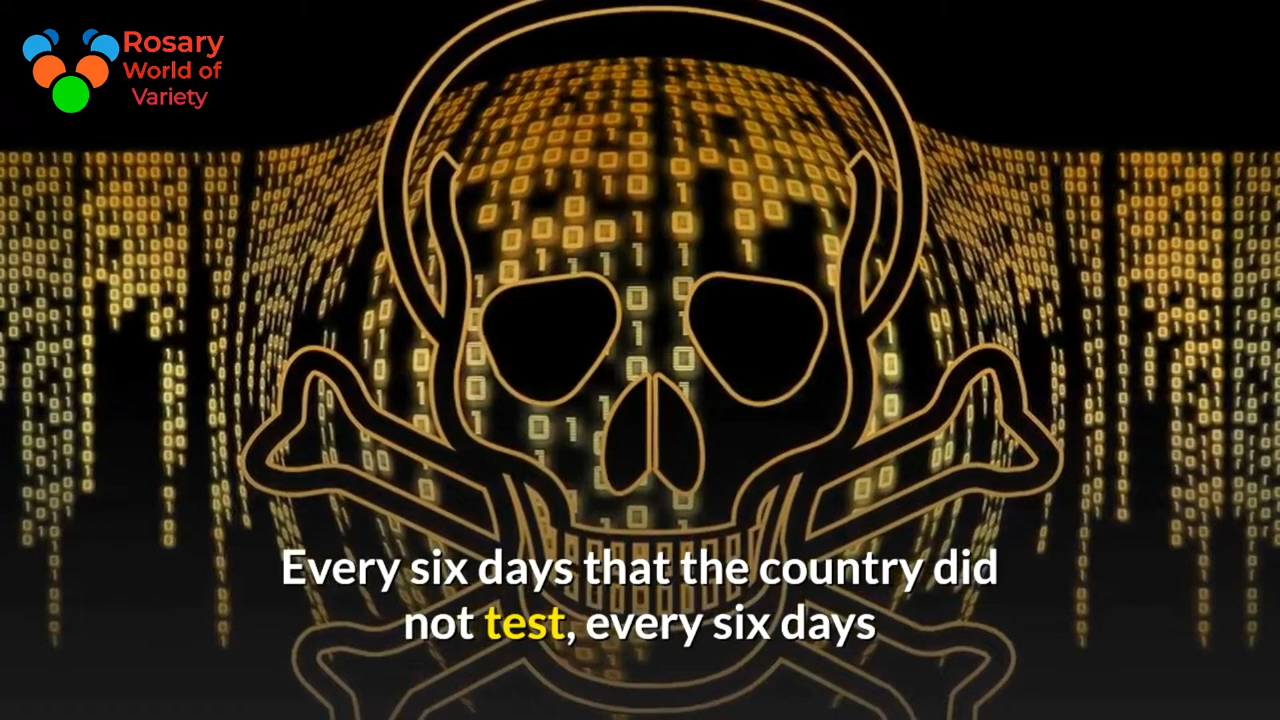 Rosary
World of
Variety
Every six days that the country did
not test, every six days